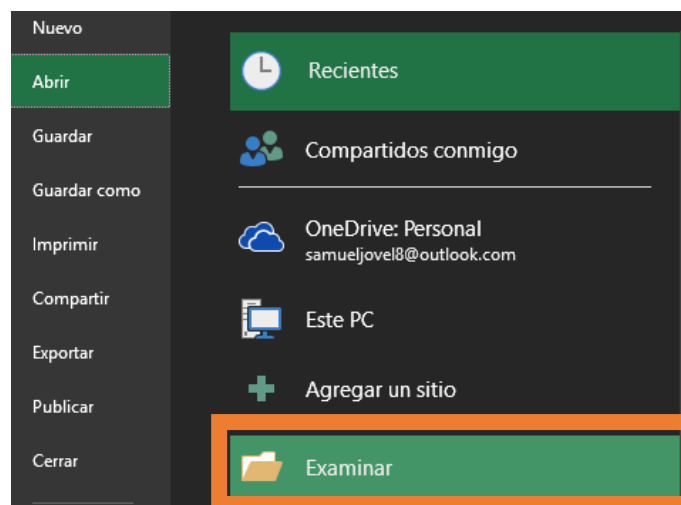 Nuevo
Abrir
Guardar
Guardar como
Imprimir
Compartir
Exportar
Publicar
Cerrar
Recientes
Compartidos conmigo
OneDrive: Personal
samueljovel8@outlook.com
Este PC
Agregar un sitio
Examinar